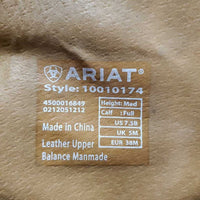 ARIAT®
Style: 10010174
4500016849
0212051212
Height: Med
Calf : Full
US 7.5B
UK 5M
EUR 38M
Made in China
Leather Upper
Balance Manmade